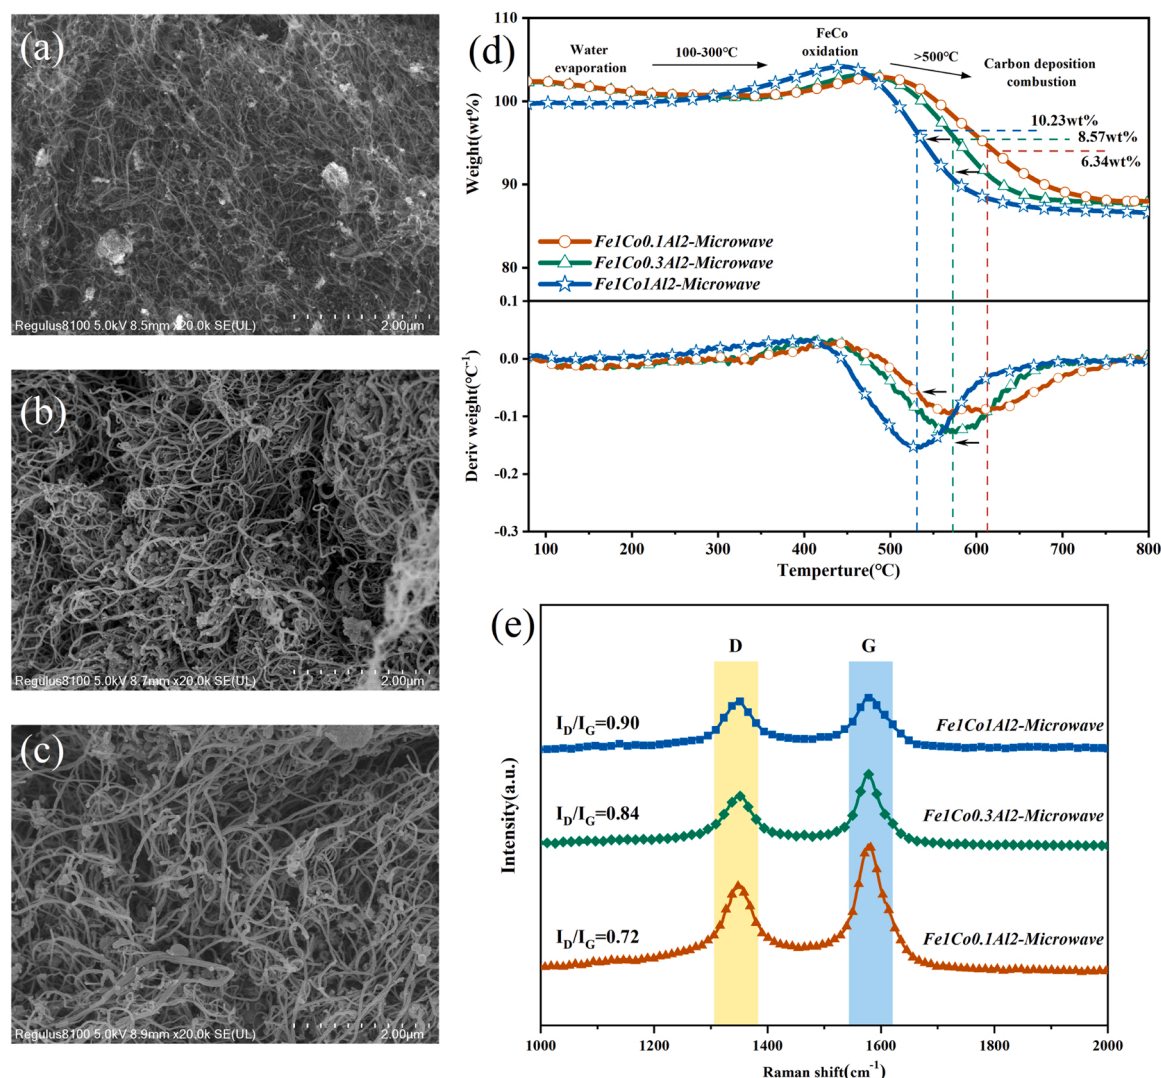 (a)
Regulus8100 5.0kV 8.5mm x20.0k SE(UL) 2.00μm
(b)
Regulus8100 5.0kV 8.7mm x20.0k SE(UL) 2.00μm
(c)
Regulus8100 5.0kV 8.9mm x20.0k SE(UL) 2.00μm
(d)
110
100
90
80
Weight(wt%)
Water
evaporation
100-300℃
FeCo
oxidation
>500℃
Carbon deposition
combustion
10.23wt%
8.57wt%
6.34wt%
Fe1Co0.1Al2-Microwave
Fe1Co0.3Al2-Microwave
Fe1Co1Al2-Microwave
0.1
0.0
-0.1
-0.2
-0.3
Deriv weight(℃⁻¹)
100 200 300 400 500 600 700 800
Temperture(℃)
(e)
D G
I_D/I_G=0.90 Fe1Co1Al2-Microwave
I_D/I_G=0.84 Fe1Co0.3Al2-Microwave
I_D/I_G=0.72 Fe1Co0.1Al2-Microwave
Intensity(a.u.)
1000 1200 1400 1600 1800 2000
Raman shift(cm⁻¹)